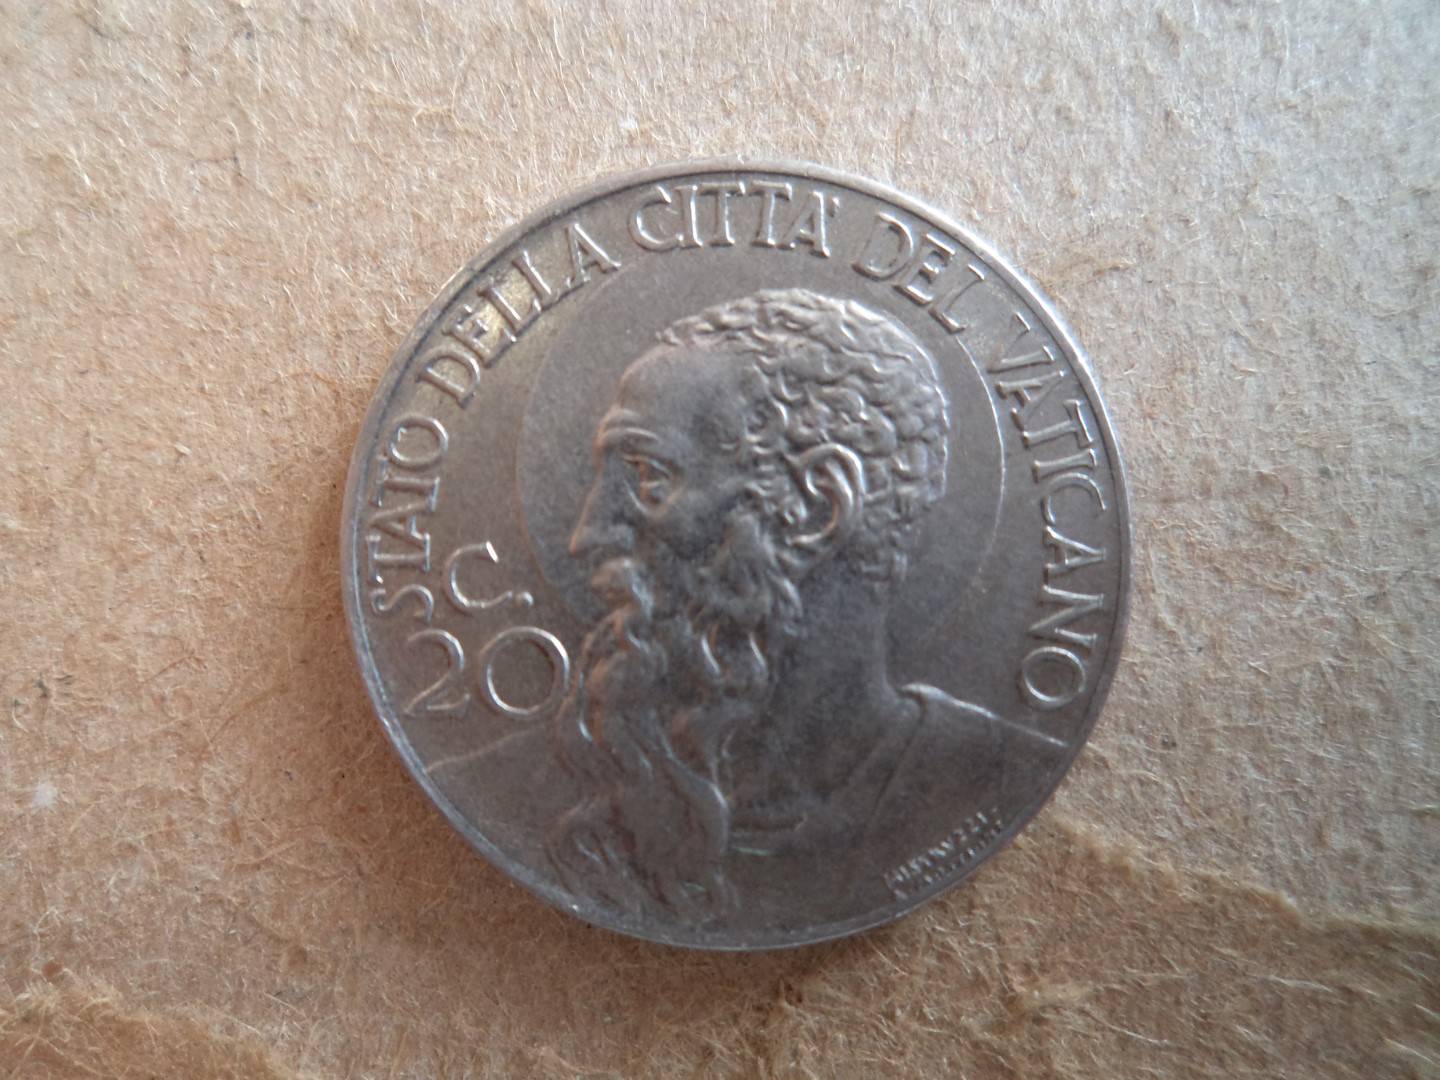 STATO DELLA CITTA' DEL VATICANO
C.
20